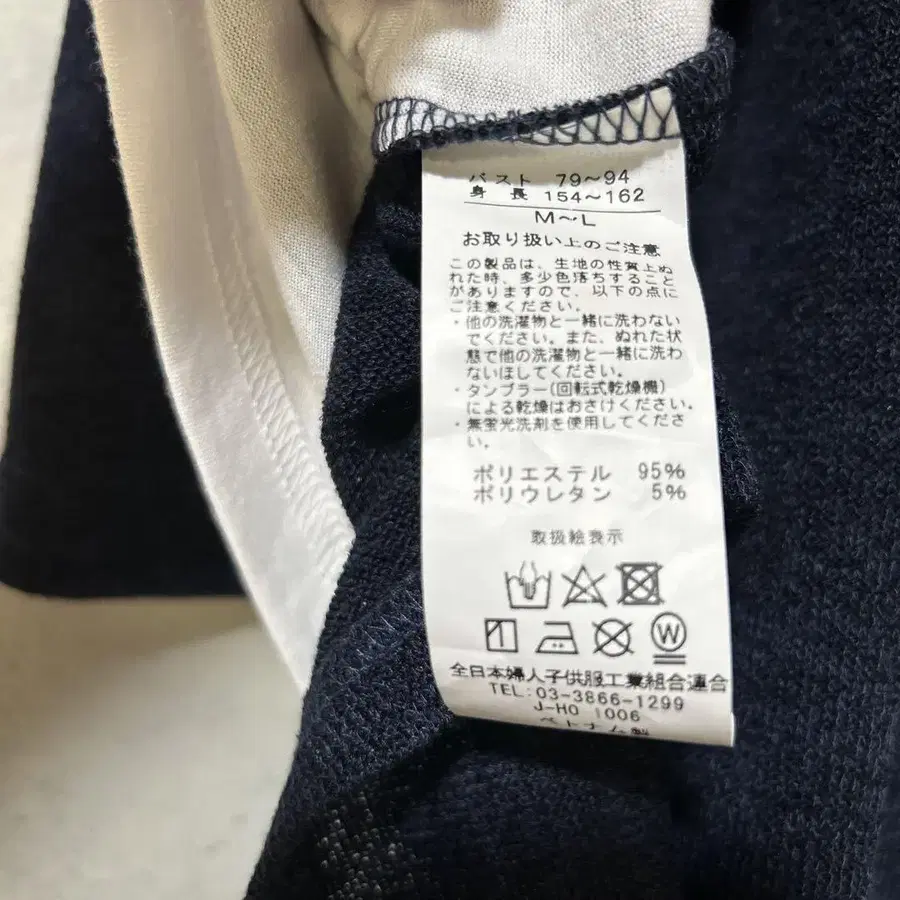 バスト 79～94
身長 154～162
M～L
お取り扱い上のご注意
この製品は、生地の性質上ぬ
れた時、多少色落ちすること
がありますので、以下の点に
ご注意ください。
・他の洗濯物と一緒に洗わない
でください。また、ぬれた状
態で他の洗濯物と一緒に洗わ
ないほしてください。
・タンブラー(回転式乾燥機)
による乾燥はおさけください。
・無蛍光洗剤を使用してくださ
い。
ポリエステル 95%
ポリウレタン 5%
取扱絵表示
W
全日本婦人子供服工業組合連合
TEL:03-3866-1299
J-HO 1006
ベトナム製